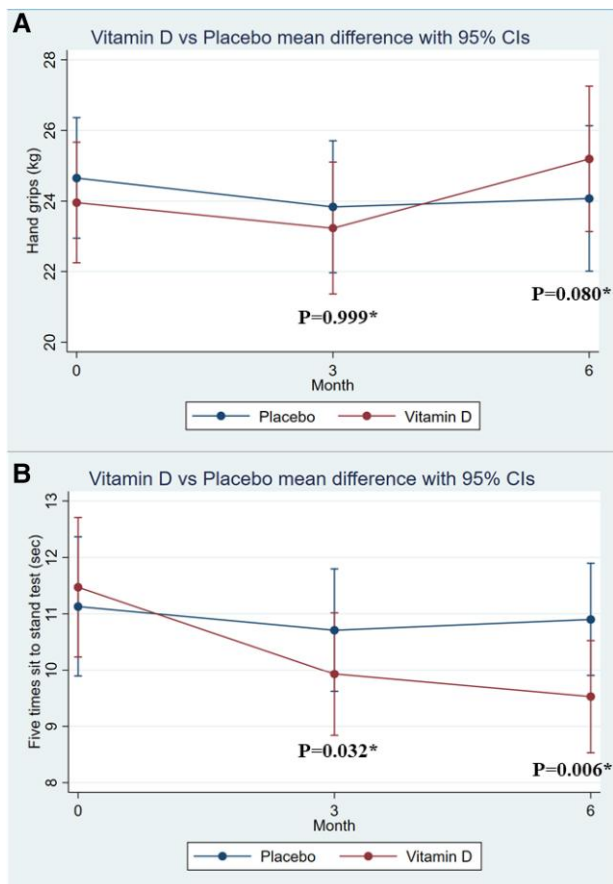 A
Vitamin D vs Placebo mean difference with 95% CIs
Hand grips (kg)
28
26
24
22
20
P=0.999*
P=0.080*
0
3
6
Month
Placebo
Vitamin D
B
Vitamin D vs Placebo mean difference with 95% CIs
Five times sit to stand test (sec)
13
12
11
10
9
8
P=0.032*
P=0.006*
0
3
6
Month
Placebo
Vitamin D